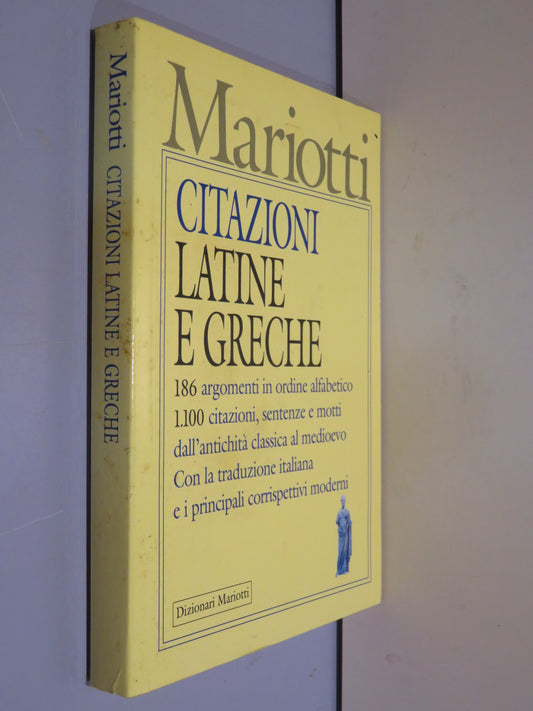 Mariotti CITAZIONI LATINE E GRECHE
Mariotti
CITAZIONI
LATINE
E GRECHE
186 argomenti in ordine alfabetico
1.100 citazioni, sentenze e motti
dall'antichità classica al medioevo
Con la traduzione italiana
e i principali corrispettivi moderni
Dizionari Mariotti